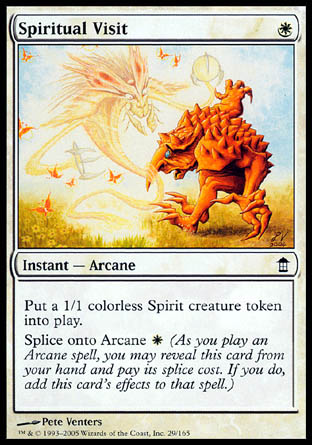 Spiritual Visit
Instant — Arcane
Put a 1/1 colorless Spirit creature token
into play.
Splice onto Arcane (As you play an
Arcane spell, you may reveal this card from
your hand and pay its splice cost. If you do,
add this card's effects to that spell.)
Pete Venters
™ & © 1993–2005 Wizards of the Coast, Inc. 29/165